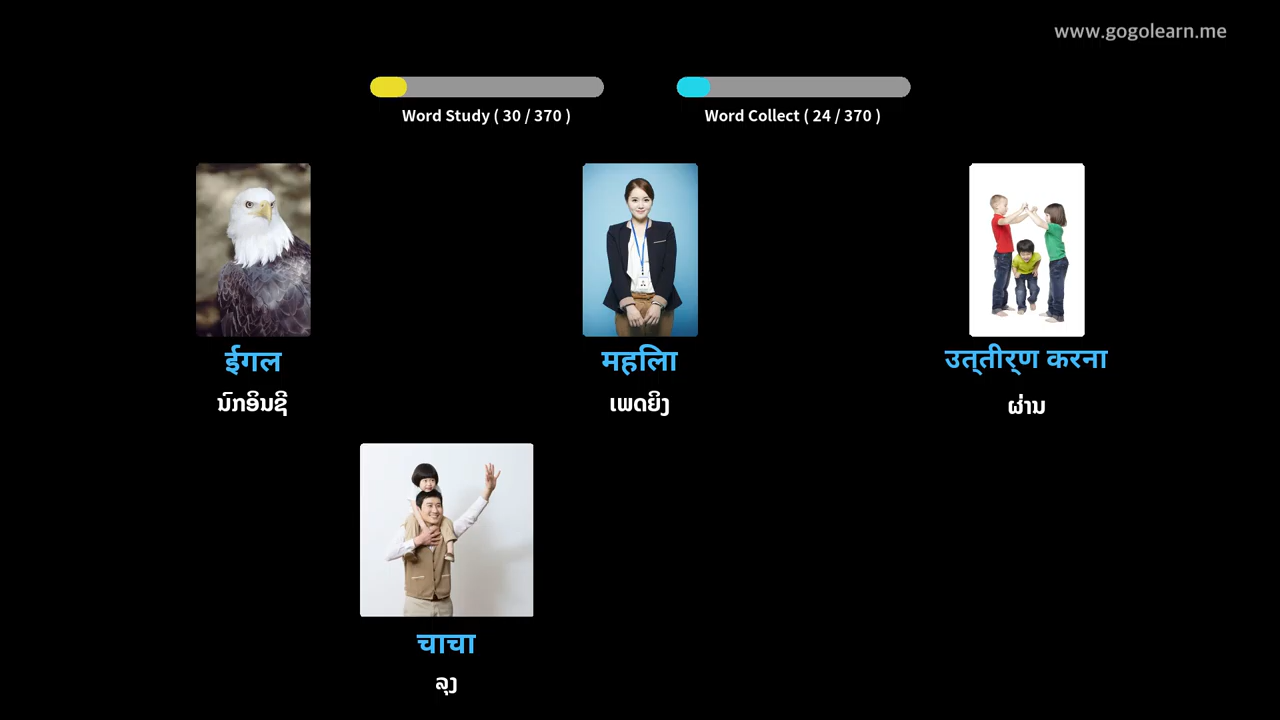 www.gogolearn.me
Word Study ( 30 / 370 )
Word Collect ( 24 / 370 )
ईगल
महिला
उत्तीर्ण करना
ນົກອິນຊີ
ເພດຍິງ
ຜ່ານ
चाचा
ລຸງ